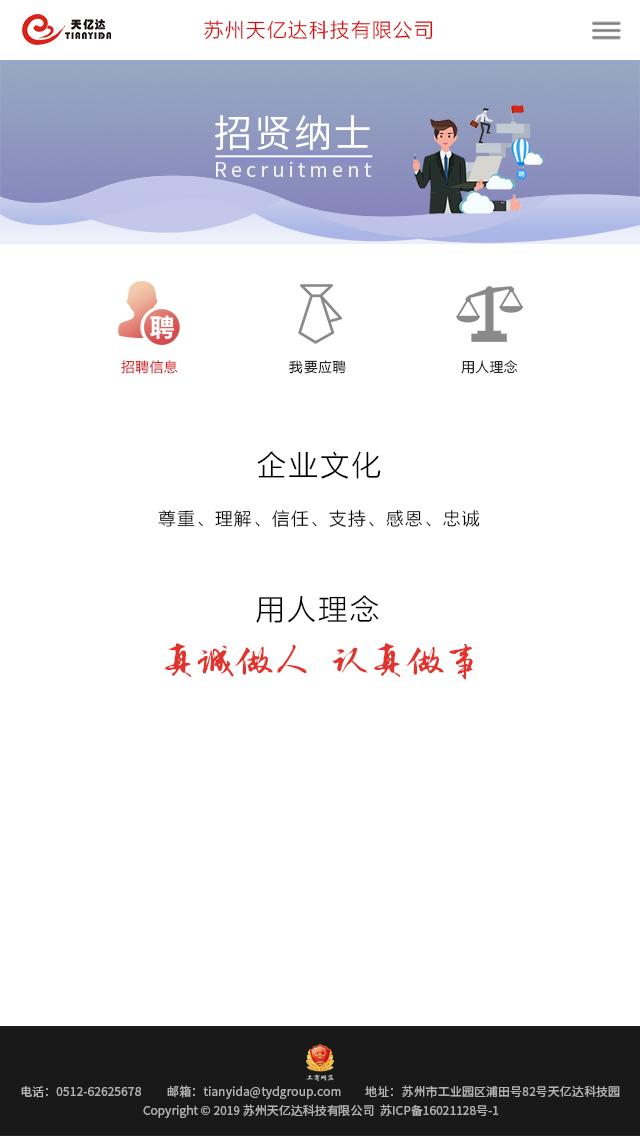 天亿达
TIANYIDA
苏州天亿达科技有限公司
招贤纳士
Recruitment
聘
聘
招聘信息
我要应聘
用人理念
企业文化
尊重、理解、信任、支持、感恩、忠诚
用人理念
真诚做人 认真做事
工商网监
电话：0512-62625678 邮箱：tianyida@tydgroup.com 地址：苏州市工业园区浦田号82号天亿达科技园
Copyright © 2019 苏州天亿达科技有限公司 苏ICP备16021128号-1